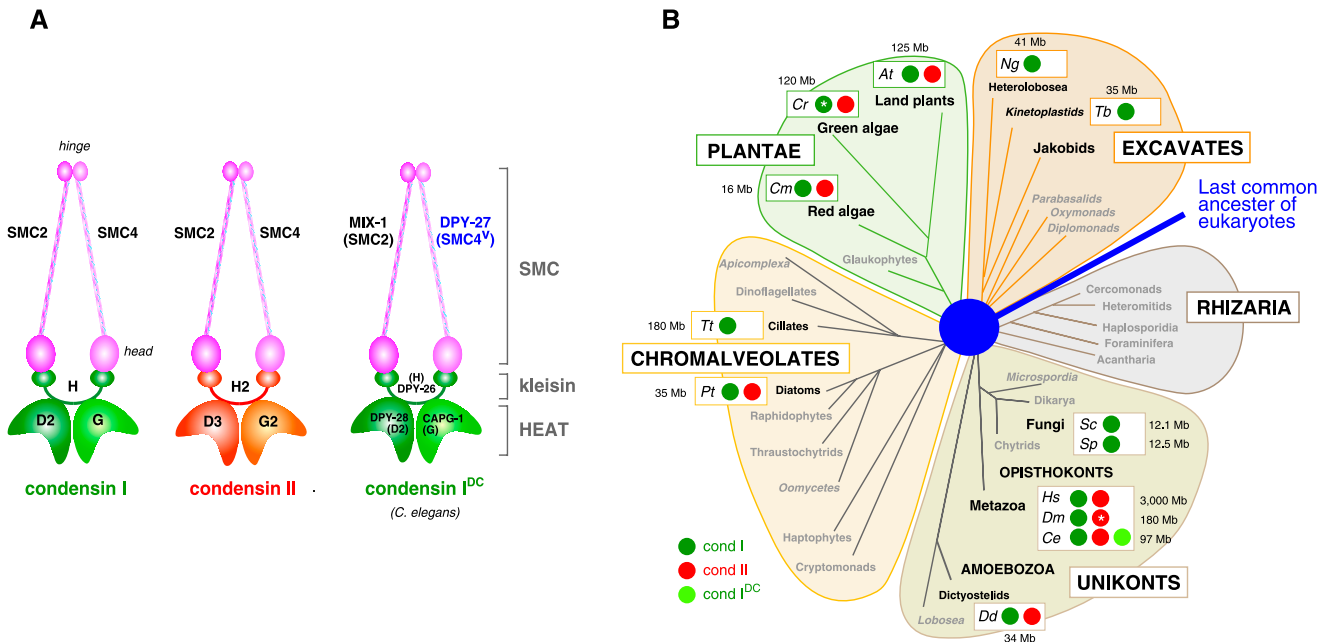 A
hinge
SMC2
SMC4
head
H
D2
G
condensin I
SMC2
SMC4
H2
D3
G2
condensin II
.
MIX-1
(SMC2)
DPY-27
(SMC4V)
(H)
DPY-26
DPY-28
(D2)
CAPG-1
(G)
condensin IDC
(C. elegans)
SMC
kleisin
HEAT
B
125 Mb
At
Land plants
120 Mb
Cr
*
Green algae
PLANTAE
16 Mb
Cm
Red algae
Glaukophytes
41 Mb
Ng
Heterolobosea
35 Mb
Kinetoplastids
Tb
Jakobids
EXCAVATES
Parabasalids
Oxymonads
Diplomonads
Last common
ancester of
eukaryotes
Cercomonads
Heteromitids
Haplosporidia
Foraminifera
Acantharia
RHIZARIA
Apicomplexa
Dinoflagellates
180 Mb
Tt
Cillates
CHROMALVEOLATES
35 Mb
Pt
Diatoms
Raphidophytes
Thraustochytrids
Oomycetes
Haptophytes
Cryptomonads
Microspordia
Dikarya
Fungi
Chytrids
Sc
12.1 Mb
Sp
12.5 Mb
OPISTHOKONTS
Metazoa
Hs
3,000 Mb
Dm
*
180 Mb
Ce
97 Mb
AMOEBOZOA
UNIKONTS
Dictyostelids
Lobosea
Dd
34 Mb
cond I
cond II
cond IDC